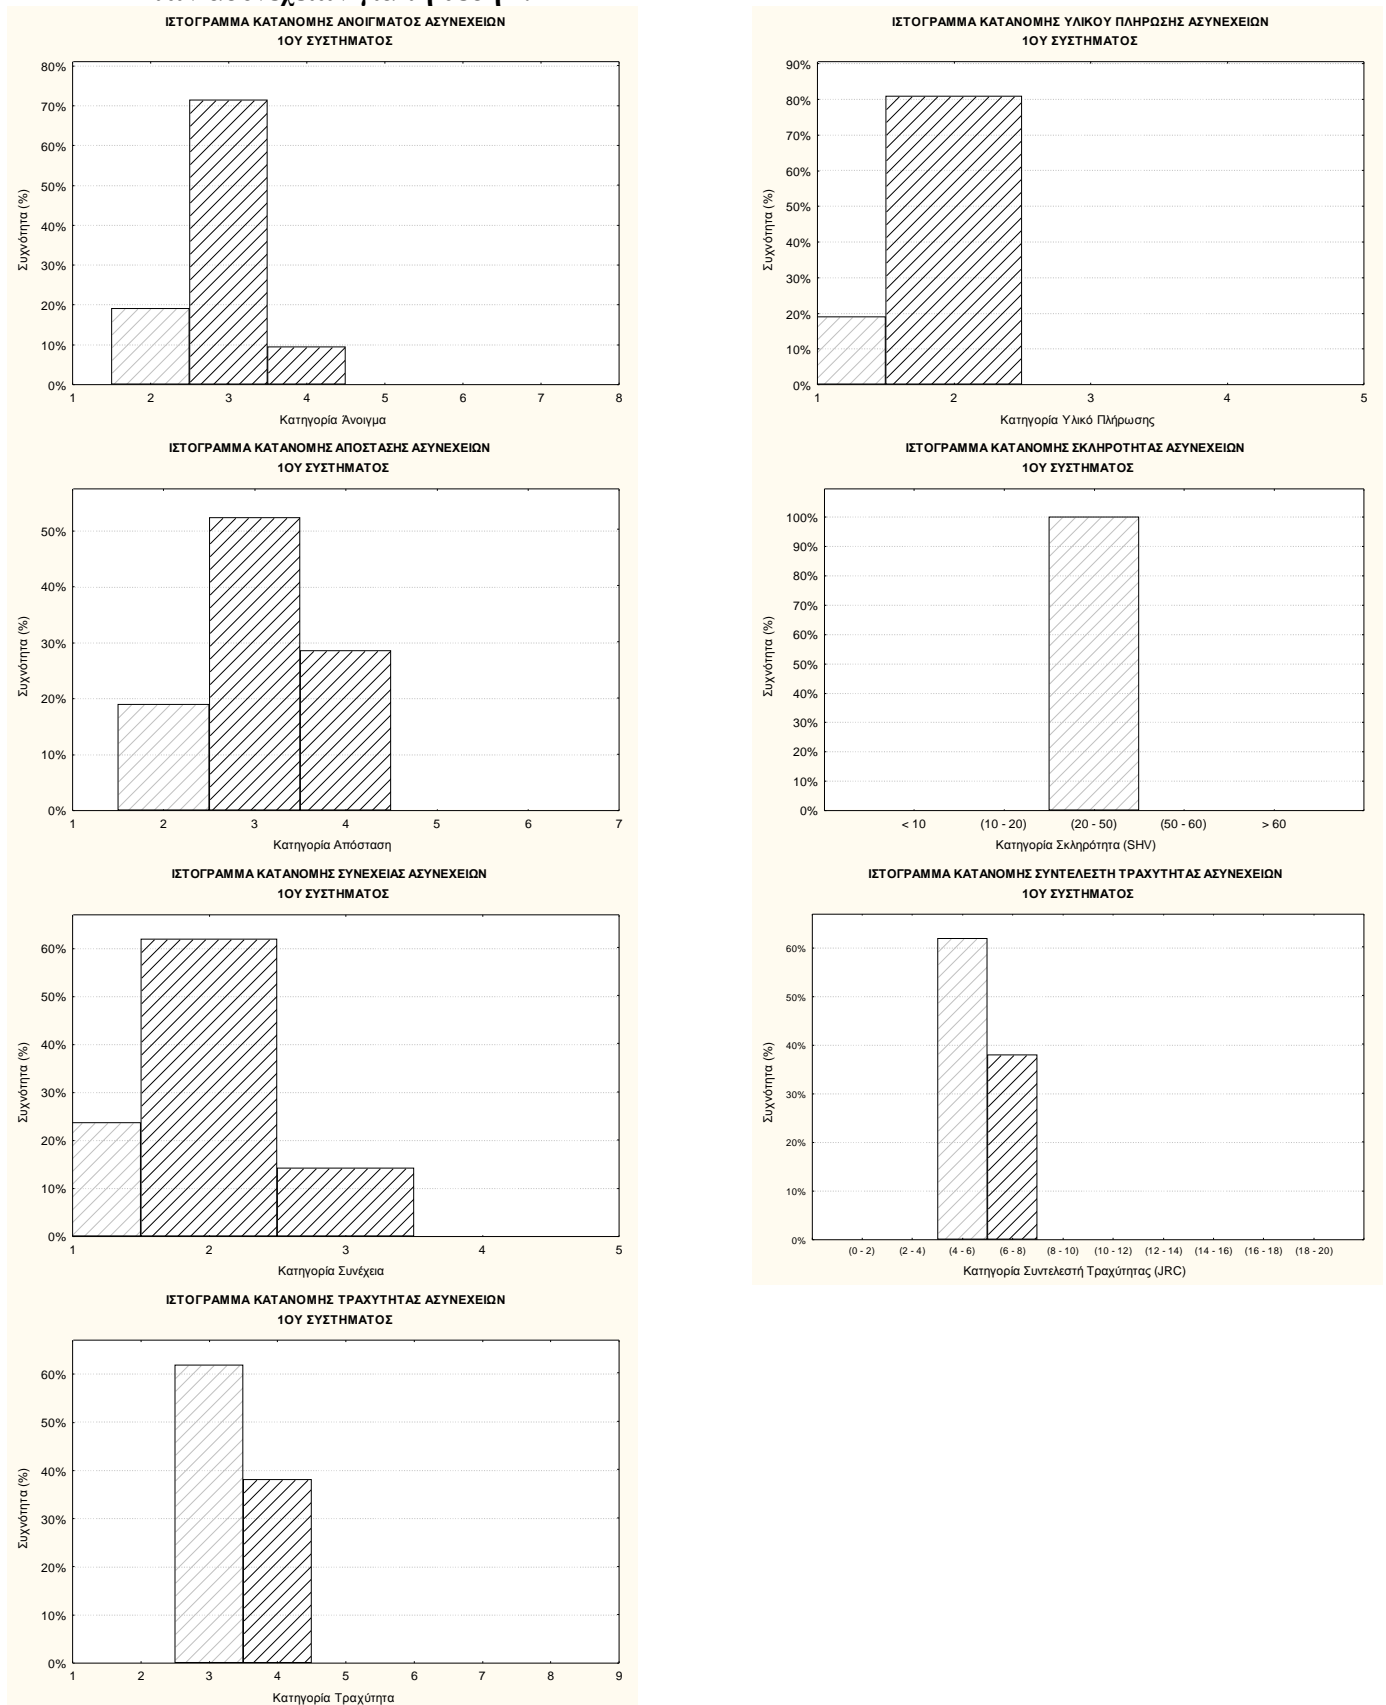 ΙΣΤΟΓΡΑΜΜΑ ΚΑΤΑΝΟΜΗΣ ΑΝΟΙΓΜΑΤΟΣ ΑΣΥΝΕΧΕΙΩΝ
1ΟΥ ΣΥΣΤΗΜΑΤΟΣ
80%
70%
60%
50%
40%
30%
20%
10%
0%
Συχνότητα (%)
1 2 3 4 5 6 7 8
Κατηγορία Άνοιγμα
ΙΣΤΟΓΡΑΜΜΑ ΚΑΤΑΝΟΜΗΣ ΥΛΙΚΟΥ ΠΛΗΡΩΣΗΣ ΑΣΥΝΕΧΕΙΩΝ
1ΟΥ ΣΥΣΤΗΜΑΤΟΣ
90%
80%
70%
60%
50%
40%
30%
20%
10%
0%
Συχνότητα (%)
1 2 3 4 5
Κατηγορία Υλικό Πλήρωσης
ΙΣΤΟΓΡΑΜΜΑ ΚΑΤΑΝΟΜΗΣ ΑΠΟΣΤΑΣΗΣ ΑΣΥΝΕΧΕΙΩΝ
1ΟΥ ΣΥΣΤΗΜΑΤΟΣ
50%
40%
30%
20%
10%
0%
Συχνότητα (%)
1 2 3 4 5 6 7
Κατηγορία Απόσταση
ΙΣΤΟΓΡΑΜΜΑ ΚΑΤΑΝΟΜΗΣ ΣΚΛΗΡΟΤΗΤΑΣ ΑΣΥΝΕΧΕΙΩΝ
1ΟΥ ΣΥΣΤΗΜΑΤΟΣ
100%
90%
80%
70%
60%
50%
40%
30%
20%
10%
0%
Συχνότητα (%)
< 10 (10 - 20) (20 - 50) (50 - 60) > 60
Κατηγορία Σκληρότητα (SHV)
ΙΣΤΟΓΡΑΜΜΑ ΚΑΤΑΝΟΜΗΣ ΣΥΝΕΧΕΙΑΣ ΑΣΥΝΕΧΕΙΩΝ
1ΟΥ ΣΥΣΤΗΜΑΤΟΣ
60%
50%
40%
30%
20%
10%
0%
Συχνότητα (%)
1 2 3 4 5
Κατηγορία Συνέχεια
ΙΣΤΟΓΡΑΜΜΑ ΚΑΤΑΝΟΜΗΣ ΣΥΝΤΕΛΕΣΤΗ ΤΡΑΧΥΤΗΤΑΣ ΑΣΥΝΕΧΕΙΩΝ
1ΟΥ ΣΥΣΤΗΜΑΤΟΣ
60%
50%
40%
30%
20%
10%
0%
Συχνότητα (%)
(0 - 2) (2 - 4) (4 - 6) (6 - 8) (8 - 10) (10 - 12) (12 - 14) (14 - 16) (16 - 18) (18 - 20)
Κατηγορία Συντελεστή Τραχύτητας (JRC)
ΙΣΤΟΓΡΑΜΜΑ ΚΑΤΑΝΟΜΗΣ ΤΡΑΧΥΤΗΤΑΣ ΑΣΥΝΕΧΕΙΩΝ
1ΟΥ ΣΥΣΤΗΜΑΤΟΣ
60%
50%
40%
30%
20%
10%
0%
Συχνότητα (%)
1 2 3 4 5 6 7 8 9
Κατηγορία Τραχύτητα